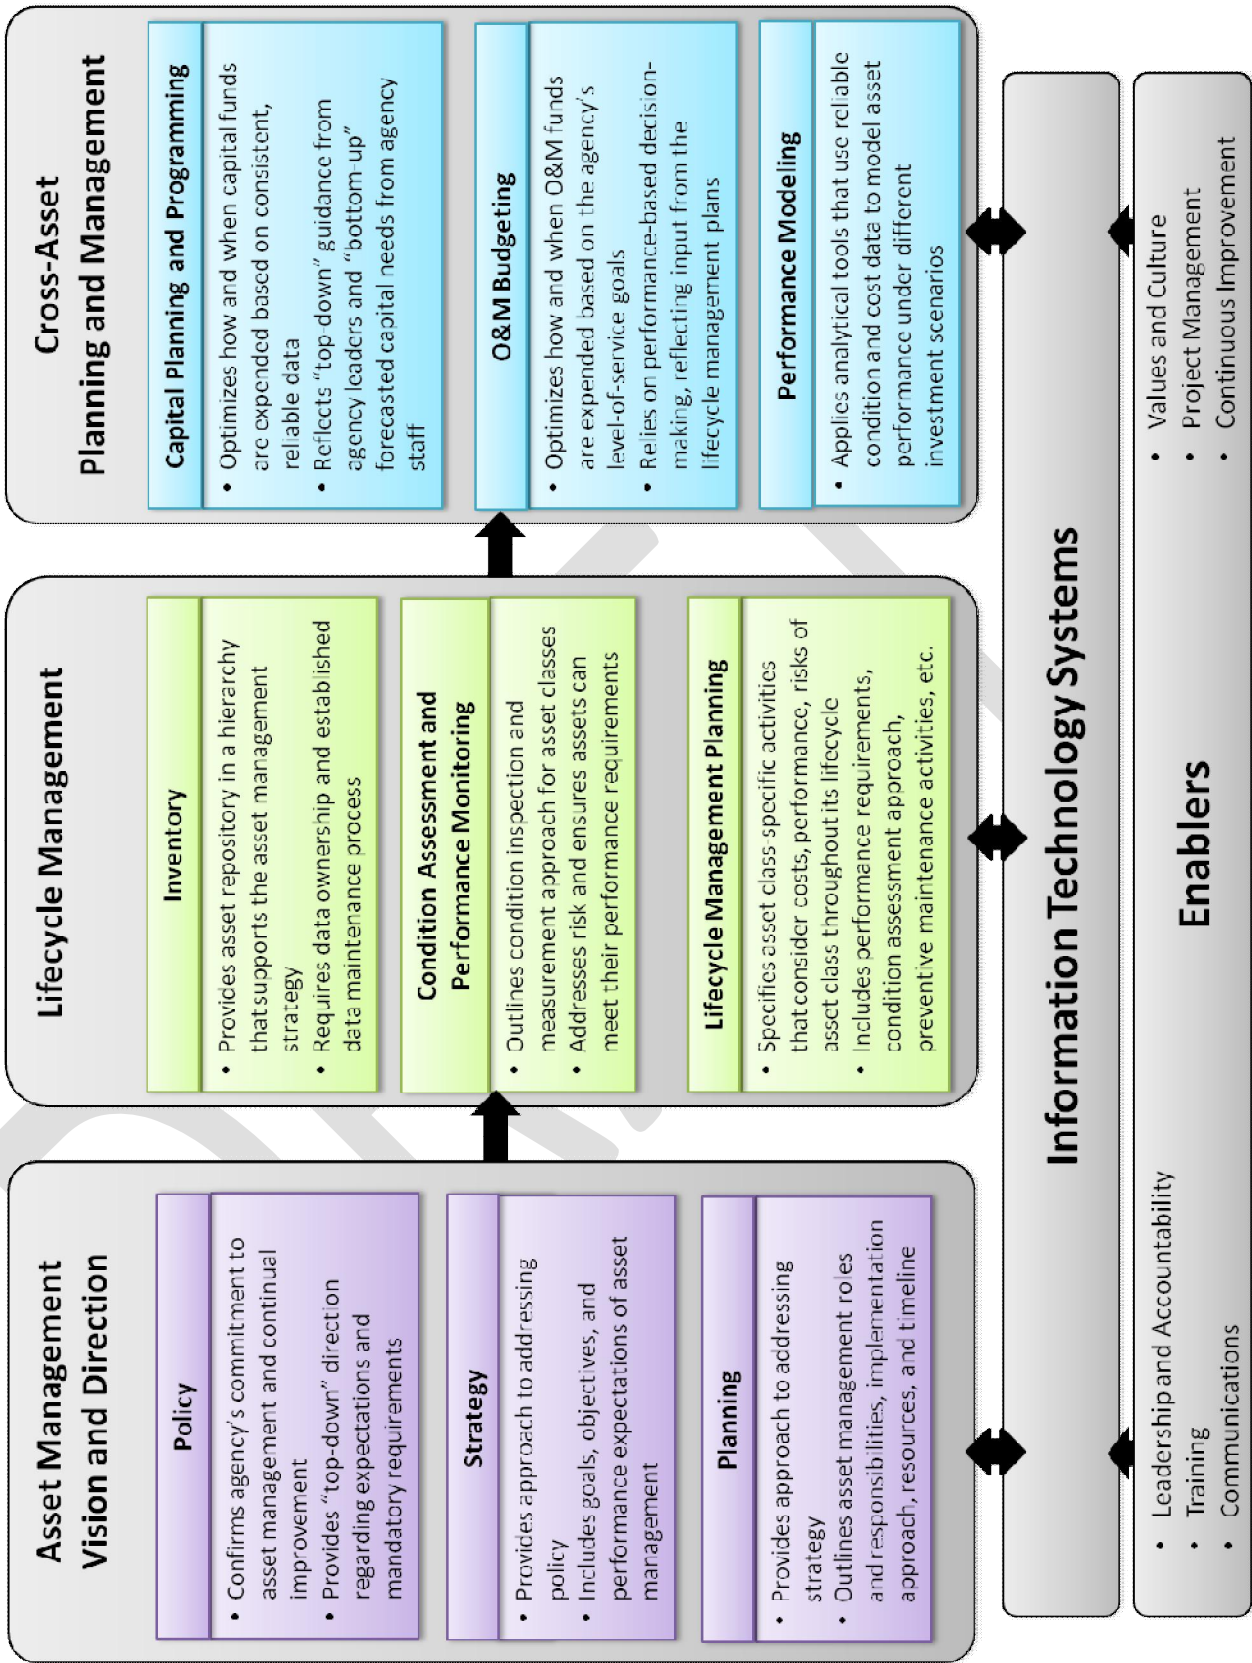 Asset Management
Vision and Direction
Policy
• Confirms agency's commitment to
asset management and continual
improvement
• Provides "top-down" direction
regarding expectations and
mandatory requirements
Strategy
• Provides approach to addressing
policy
• Includes goals, objectives, and
performance expectations of asset
management
Planning
• Provides approach to addressing
strategy
• Outlines asset management roles
and responsibilities, implementation
approach, resources, and timeline
Lifecycle Management
Inventory
• Provides asset repository in a hierarchy
that supports the asset management
strategy
• Requires data ownership and established
data maintenance process
Condition Assessment and
Performance Monitoring
• Outlines condition inspection and
measurement approach for asset classes
• Addresses risk and ensures assets can
meet their performance requirements
Lifecycle Management Planning
• Specifics asset class-specific activities
that consider costs, performance, risks of
asset class throughout its lifecycle
• Includes performance requirements,
condition assessment approach,
preventive maintenance activities, etc.
Cross-Asset
Planning and Management
Capital Planning and Programming
• Optimizes how and when capital funds
are expended based on consistent,
reliable data
• Reflects "top-down" guidance from
agency leaders and "bottom-up"
forecasted capital needs from agency
staff
O&M Budgeting
• Optimizes how and when O&M funds
are expended based on the agency's
level-of-service goals
• Relies on performance-based decision-
making, reflecting input from the
lifecycle management plans
Performance Modeling
• Applies analytical tools that use reliable
condition and cost data to model asset
performance under different
investment scenarios
Information Technology Systems
• Leadership and Accountability
• Training
• Communications
Enablers
• Values and Culture
• Project Management
• Continuous Improvement